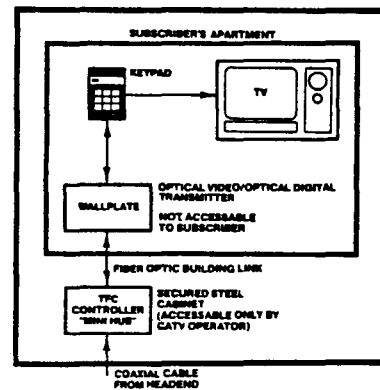 SUBSCRIBER'S APARTMENT
KEYPAD
TV
WALLPLATE
OPTICAL VIDEO/OPTICAL DIGITAL
TRANSMITTER
NOT ACCESSABLE
TO SUBSCRIBER
FIBER OPTIC BUILDING LINK
TFC
CONTROLLER
"MINI HUB"
SECURED STEEL
CABINET
(ACCESSABLE ONLY BY
CATV OPERATOR)
COAXIAL CABLE
FROM HEADEND